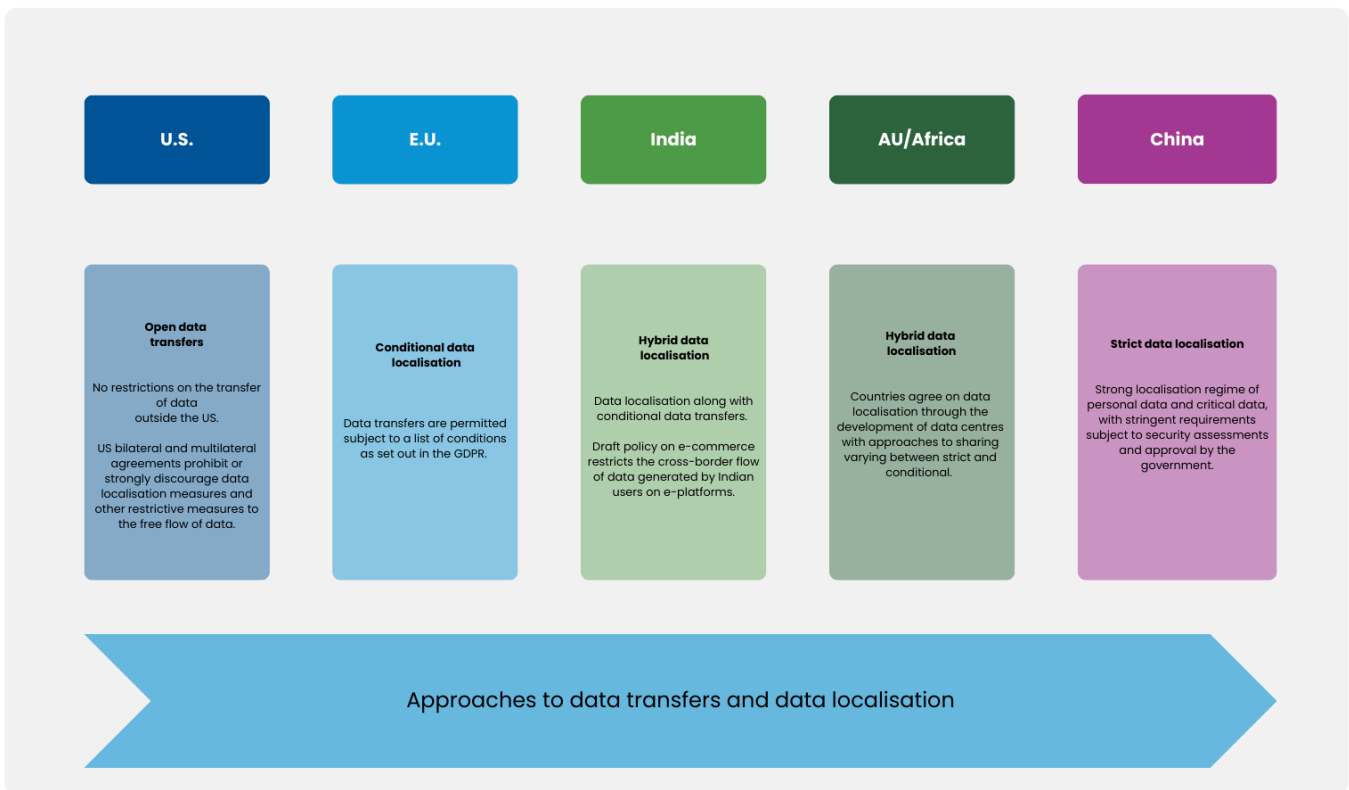 U.S.
E.U.
India
AU/Africa
China
Open data
transfers
No restrictions on the transfer
of data
outside the US.
US bilateral and multilateral
agreements prohibit or
strongly discourage data
localisation measures and
other restrictive measures to
the free flow of data.
Conditional data
localisation
Data transfers are permitted
subject to a list of conditions
as set out in the GDPR.
Hybrid data
localisation
Data localisation along with
conditional data transfers.
Draft policy on e-commerce
restricts the cross-border flow
of data generated by Indian
users on e-platforms.
Hybrid data
localisation
Countries agree on data
localisation through the
development of data centres
with approaches to sharing
varying between strict and
conditional.
Strict data localisation
Strong localisation regime of
personal data and critical data,
with stringent requirements
subject to security assessments
and approval by the
government.
Approaches to data transfers and data localisation